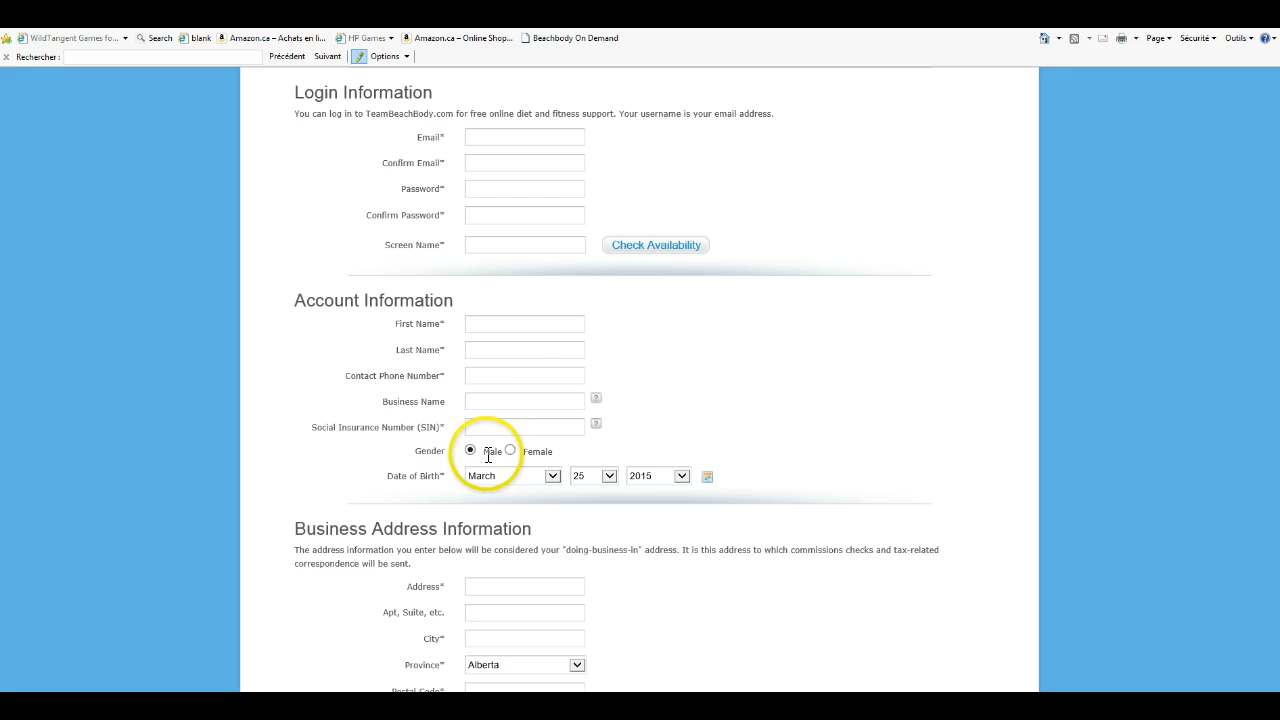 WildTangent Games fo... Search blank Amazon.ca – Achats en li... HP Games Amazon.ca – Online Shop... Beachbody On Demand Page Sécurité Outils
Rechercher : Précédent Suivant Options
Login Information
You can log in to TeamBeachBody.com for free online diet and fitness support. Your username is your email address.
Email*
Confirm Email*
Password*
Confirm Password*
Screen Name* Check Availability
Account Information
First Name*
Last Name*
Contact Phone Number*
Business Name ?
Social Insurance Number (SIN)* ?
Gender Male Female
Date of Birth* March 25 2015
Business Address Information
The address information you enter below will be considered your "doing-business-in" address. It is this address to which commissions checks and tax-related
correspondence will be sent.
Address*
Apt, Suite, etc.
City*
Province* Alberta
Postal Code*